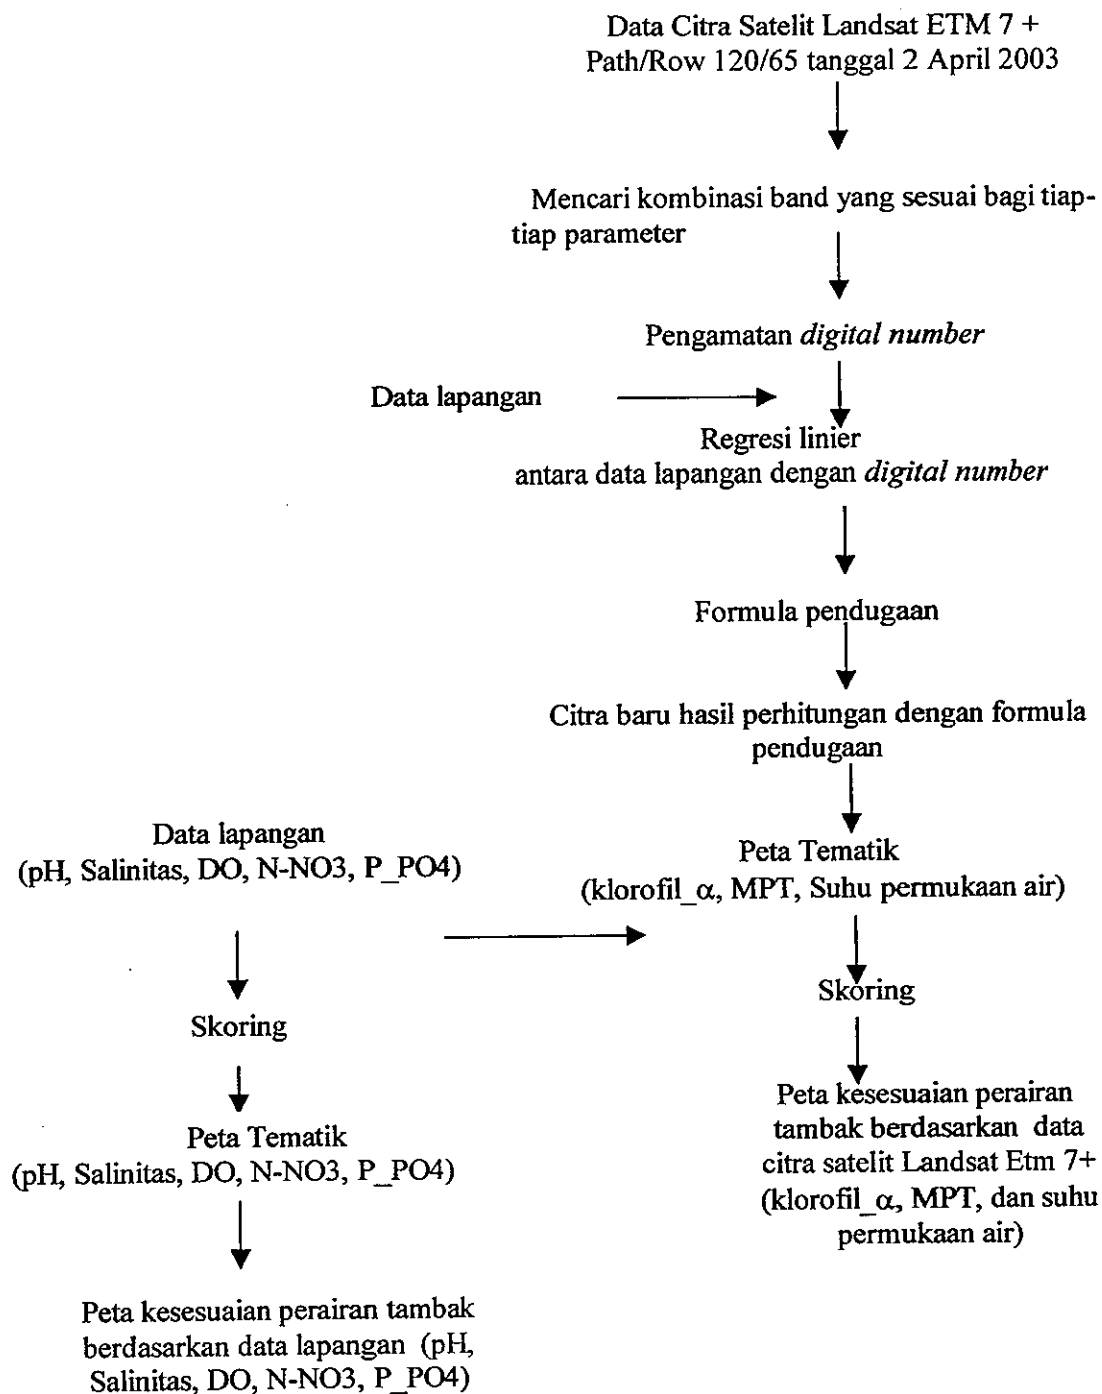 Data Citra Satelit Landsat ETM 7 +
Path/Row 120/65 tanggal 2 April 2003
Mencari kombinasi band yang sesuai bagi tiap-
tiap parameter
Pengamatan digital number
Data lapangan
Regresi linier
antara data lapangan dengan digital number
Formula pendugaan
Citra baru hasil perhitungan dengan formula
pendugaan
Data lapangan
(pH, Salinitas, DO, N-NO3, P_PO4)
Peta Tematik
(klorofil_α, MPT, Suhu permukaan air)
Skoring
Skoring
Peta Tematik
(pH, Salinitas, DO, N-NO3, P_PO4)
Peta kesesuaian perairan
tambak berdasarkan data
citra satelit Landsat Etm 7+
(klorofil_α, MPT, dan suhu
permukaan air)
Peta kesesuaian perairan tambak
berdasarkan data lapangan (pH,
Salinitas, DO, N-NO3, P_PO4)